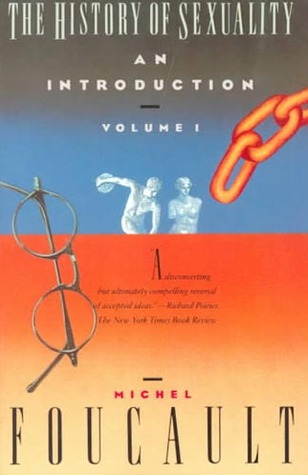 THE HISTORY OF SEXUALITY
AN
INTRODUCTION
VOLUME I
"A disconcerting
but ultimately compelling reversal
of accepted ideas."—Richard Poirier,
The New York Times Book Review
MICHEL
FOUCAULT